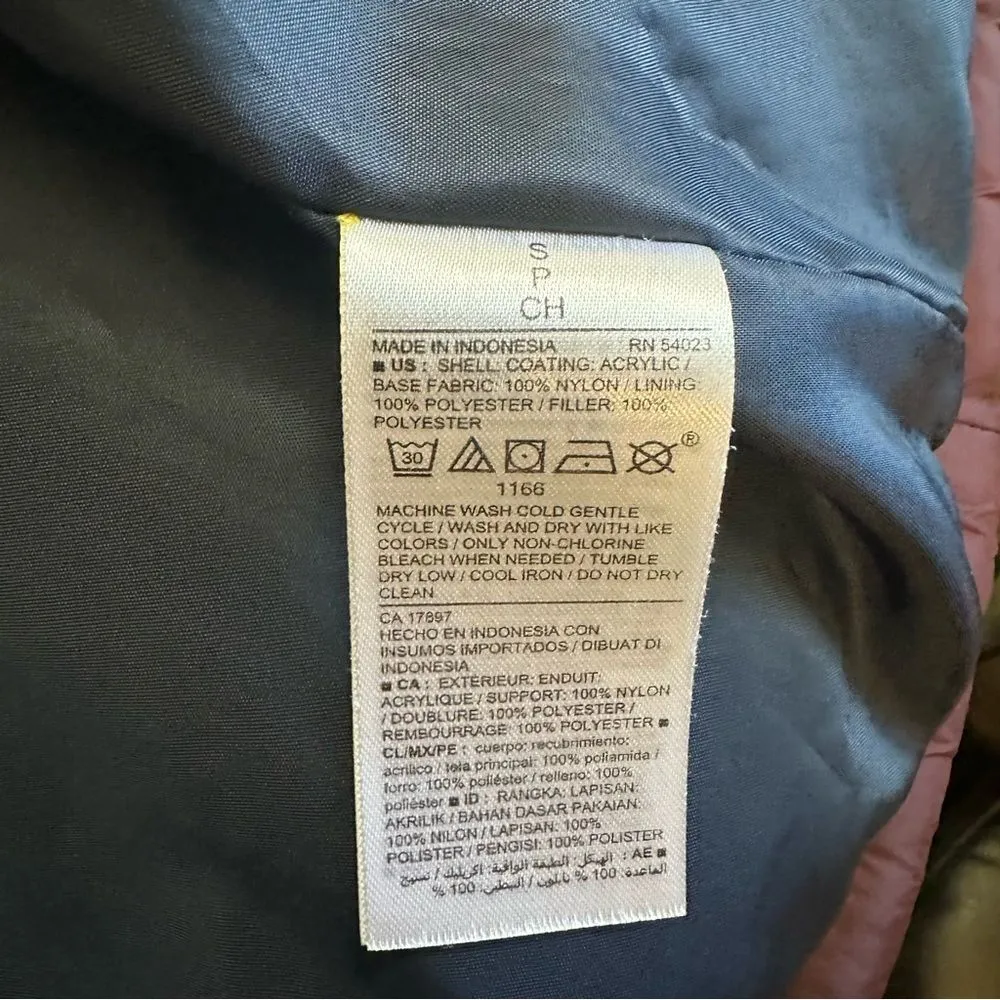 S
P
CH
MADE IN INDONESIA RN 54023
■ US : SHELL: COATING: ACRYLIC /
BASE FABRIC: 100% NYLON / LINING:
100% POLYESTER / FILLER: 100%
POLYESTER
30 ®
1166
MACHINE WASH COLD GENTLE
CYCLE / WASH AND DRY WITH LIKE
COLORS / ONLY NON-CHLORINE
BLEACH WHEN NEEDED / TUMBLE
DRY LOW / COOL IRON / DO NOT DRY
CLEAN
CA 17897
HECHO EN INDONESIA CON
INSUMOS IMPORTADOS / DIBUAT DI
INDONESIA
■ CA : EXTÉRIEUR: ENDUIT:
ACRYLIQUE / SUPPORT: 100% NYLON
/ DOUBLURE: 100% POLYESTER /
REMBOURRAGE: 100% POLYESTER ■
CL/MX/PE : cuerpo: recubrimiento:
acrílico / tela principal: 100% poliamida /
forro: 100% poliéster / relleno: 100%
poliéster ■ ID : RANGKA: LAPISAN:
AKRILIK / BAHAN DASAR PAKAIAN:
100% NILON / LAPISAN: 100%
POLISTER / PENGISI: 100% POLISTER
■ AE : الهيكل: الطبقة الواقية: اكريليك / نسيج
القاعدة: 100 % نايلون / البطين: 100 %